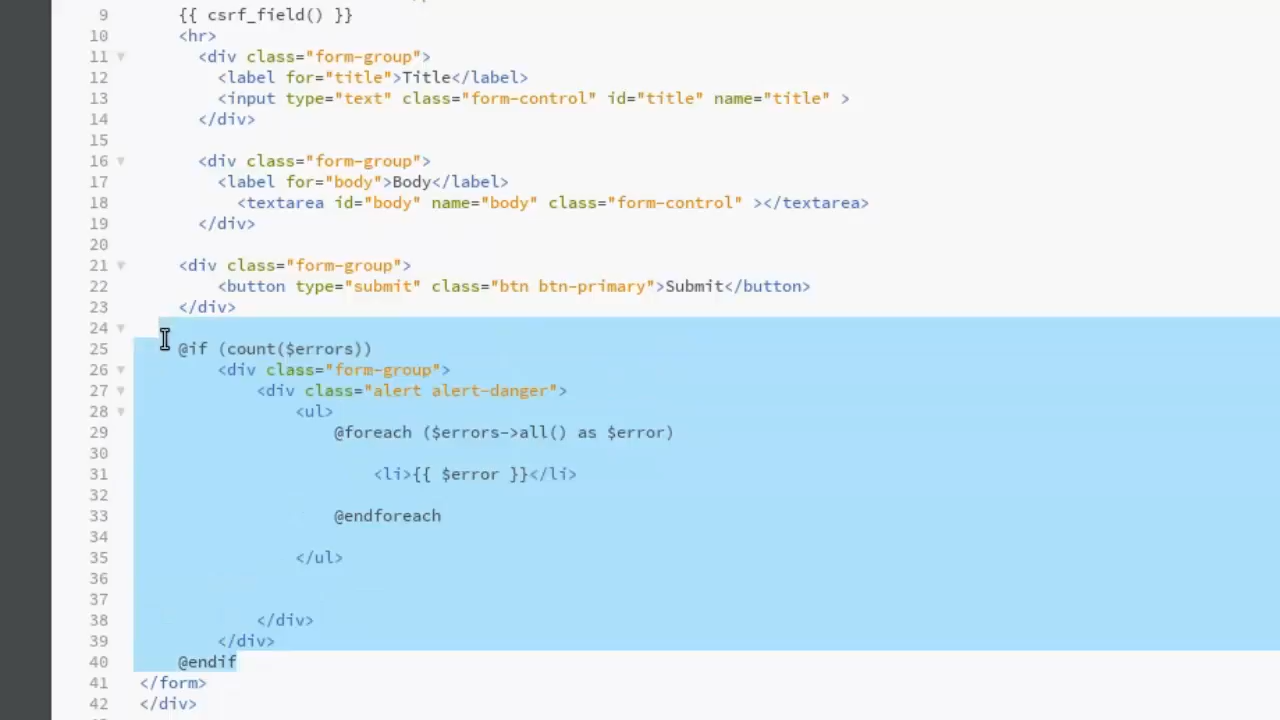 9 {{ csrf_field() }}
10 <hr>
11 <div class="form-group">
12 <label for="title">Title</label>
13 <input type="text" class="form-control" id="title" name="title" >
14 </div>
15
16 <div class="form-group">
17 <label for="body">Body</label>
18 <textarea id="body" name="body" class="form-control" ></textarea>
19 </div>
20
21 <div class="form-group">
22 <button type="submit" class="btn btn-primary">Submit</button>
23 </div>
24
25 @if (count($errors))
26 <div class="form-group">
27 <div class="alert alert-danger">
28 <ul>
29 @foreach ($errors->all() as $error)
30
31 <li>{{ $error }}</li>
32
33 @endforeach
34
35 </ul>
36
37
38 </div>
39 </div>
40 @endif
41 </form>
42 </div>